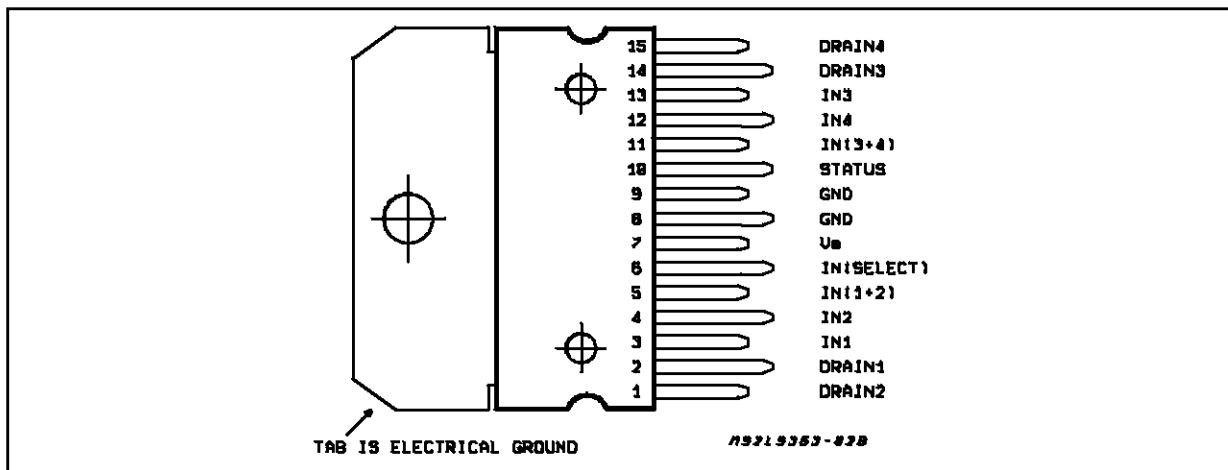 15 DRAIN4
14 DRAIN3
13 IN3
12 IN4
11 IN(3+4)
10 STATUS
9 GND
8 GND
7 Vs
6 IN(SELECT)
5 IN(1+2)
4 IN2
3 IN1
2 DRAIN1
1 DRAIN2
TAB IS ELECTRICAL GROUND